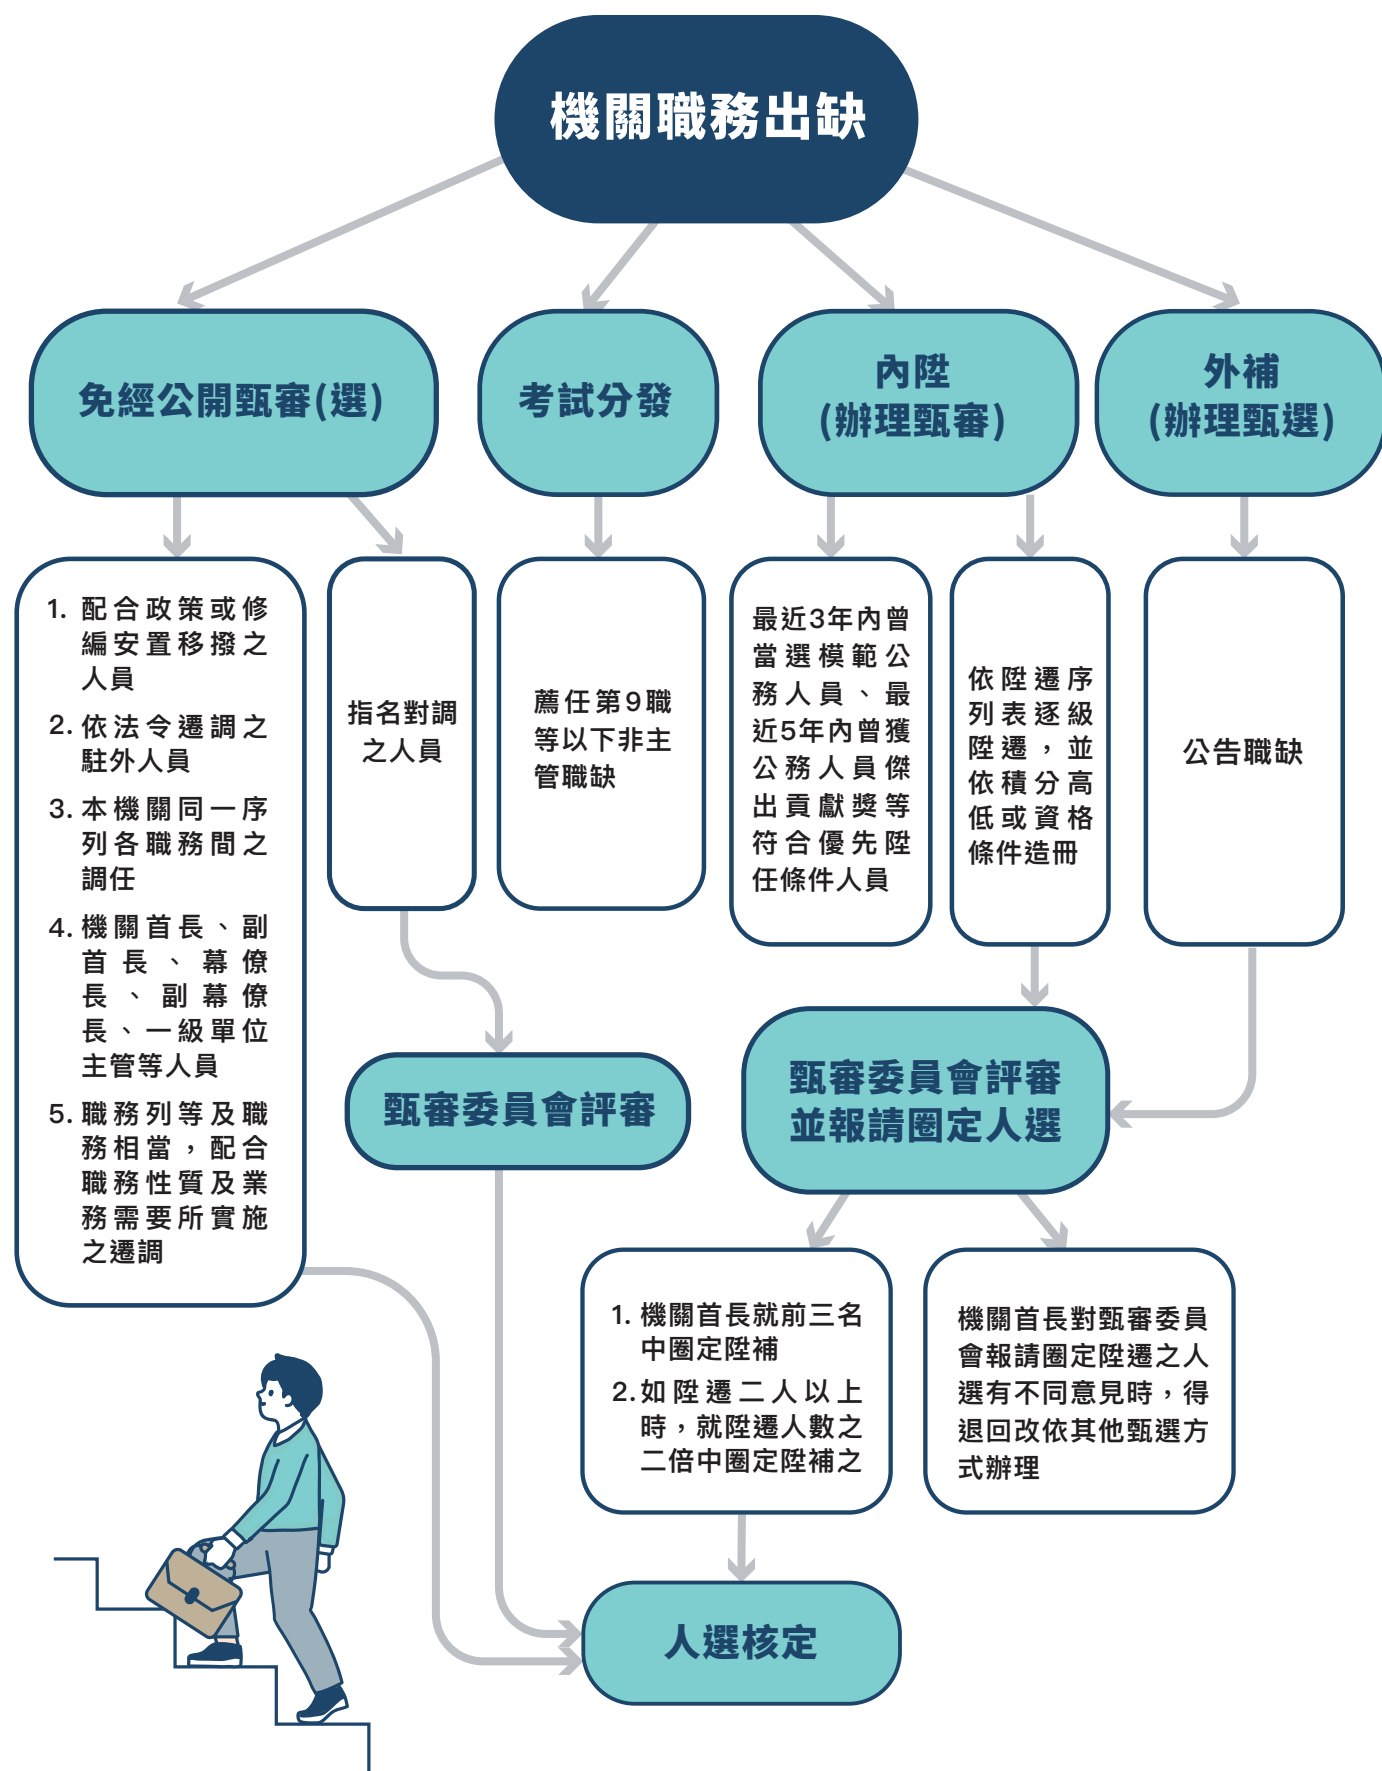 機關職務出缺
免經公開甄審(選)
考試分發
內陞
(辦理甄審)
外補
(辦理甄選)
1. 配合政策或修
編安置移撥之
人員
2. 依法令遷調之
駐外人員
3. 本機關同一序
列各職務間之
調任
4. 機關首長、副
首長、幕僚
長、副幕僚
長、一級單位
主管等人員
5. 職務列等及職
務相當，配合
職務性質及業
務需要所實施
之遷調
指名對調
之人員
薦任第9職
等以下非主
管職缺
最近3年內曾
當選模範公
務人員、最
近5年內曾獲
公務人員傑
出貢獻獎等
符合優先陞
任條件人員
依陞遷序
列表逐級
陞遷，並
依積分高
低或資格
條件造冊
公告職缺
甄審委員會評審
甄審委員會評審
並報請圈定人選
1. 機關首長就前三名
中圈定陞補
2. 如陞遷二人以上
時，就陞遷人數之
二倍中圈定陞補之
機關首長對甄審委員
會報請圈定陞遷之人
選有不同意見時，得
退回改依其他甄選方
式辦理
人選核定